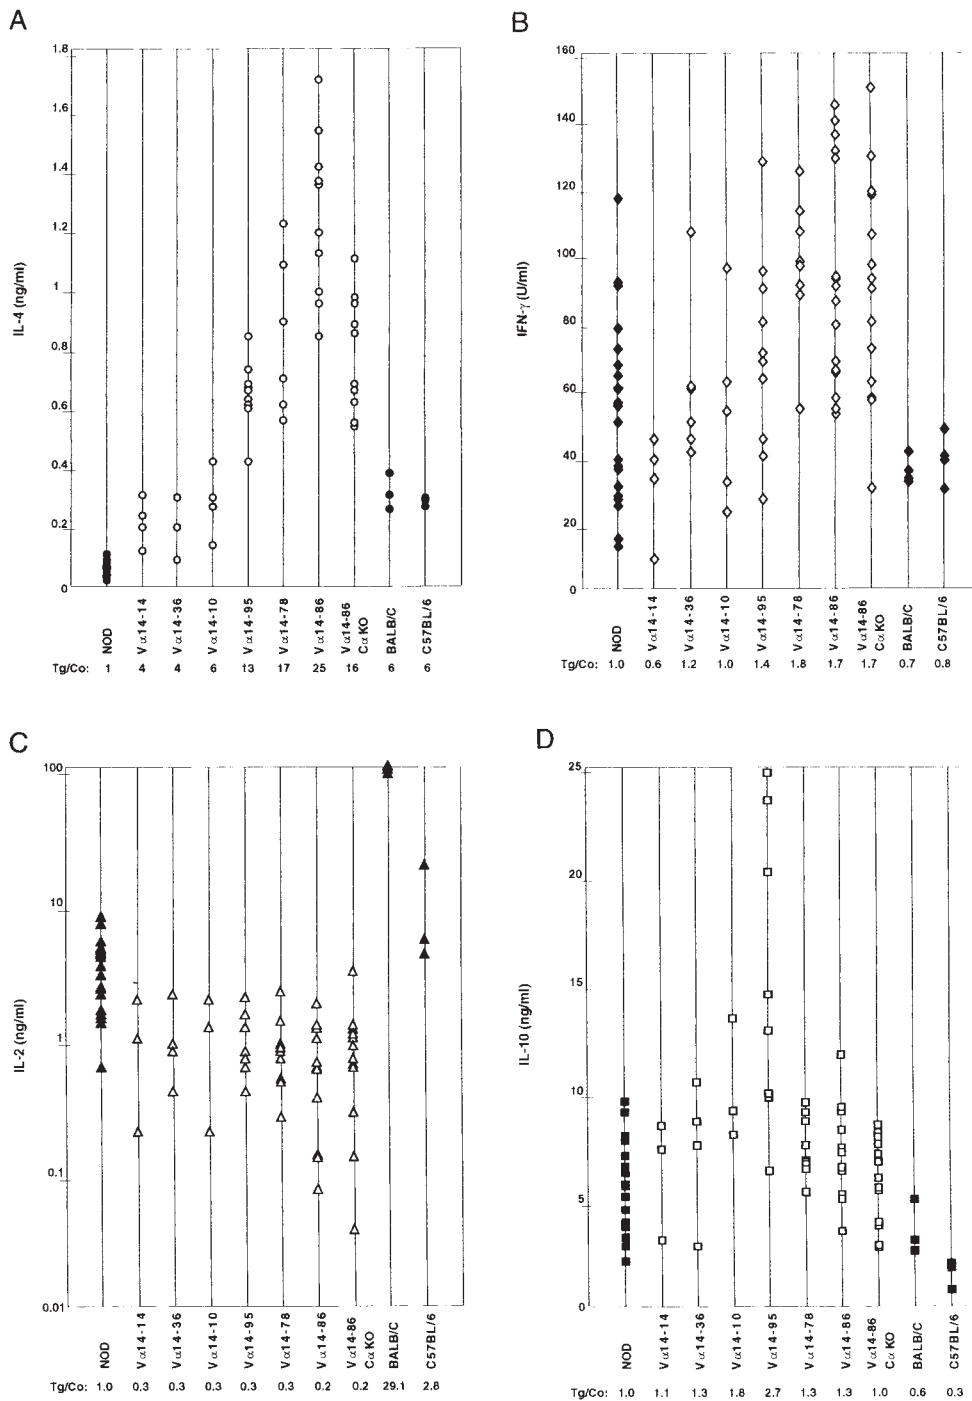 A
IL-4 (ng/ml)
1.8
1.6
1.4
1.2
1
0.8
0.6
0.4
0.2
0
NOD
Vα14-14
Vα14-36
Vα14-10
Vα14-95
Vα14-78
Vα14-86
Vα14-86
CαKO
BALB/C
C57BL/6
Tg/Co: 1 4 4 6 13 17 25 16 6 6
B
IFN-γ (U/ml)
160
140
120
100
80
60
40
20
0
NOD
Vα14-14
Vα14-36
Vα14-10
Vα14-95
Vα14-78
Vα14-86
Vα14-86
CαKO
BALB/C
C57BL/6
Tg/Co: 1.0 0.6 1.2 1.0 1.4 1.8 1.7 1.7 0.7 0.8
C
IL-2 (ng/ml)
100
10
1
0.1
0.01
NOD
Vα14-14
Vα14-36
Vα14-10
Vα14-95
Vα14-78
Vα14-86
Vα14-86
CαKO
BALB/C
C57BL/6
Tg/Co: 1.0 0.3 0.3 0.3 0.3 0.3 0.2 0.2 29.1 2.8
D
IL-10 (ng/ml)
25
20
15
10
5
0
NOD
Vα14-14
Vα14-36
Vα14-10
Vα14-95
Vα14-78
Vα14-86
Vα14-86
CαKO
BALB/C
C57BL/6
Tg/Co: 1.0 1.1 1.3 1.8 2.7 1.3 1.3 1.0 0.6 0.3